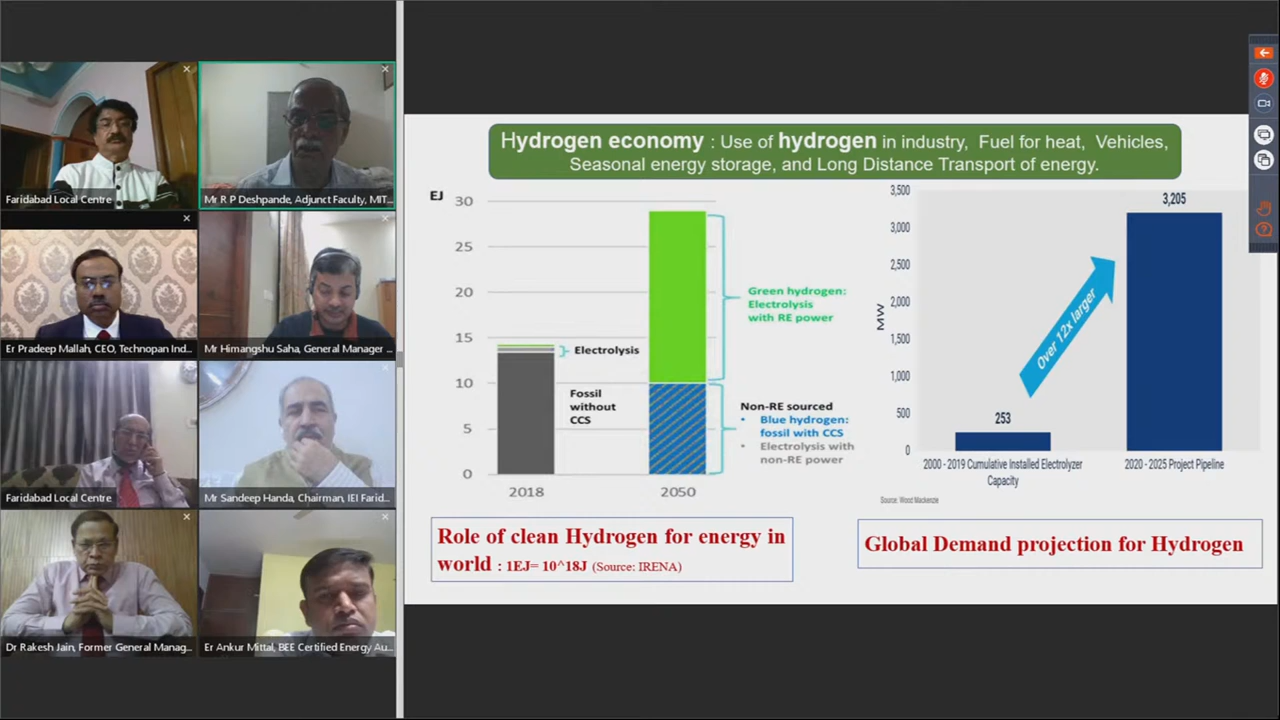 Faridabad Local Centre
Mr R P Deshpande, Adjunct Faculty, MIT...
Er Pradeep Mallah, CEO, Technopan Ind...
Mr Himangshu Saha, General Manager ...
Faridabad Local Centre
Mr Sandeep Handa, Chairman, IEI Farid...
Dr Rakesh Jain, Former General Manag...
Er Ankur Mittal, BEE Certified Energy Au...
Hydrogen economy : Use of hydrogen in industry, Fuel for heat, Vehicles,
Seasonal energy storage, and Long Distance Transport of energy.
EJ
30
25
20
15
10
5
0
2018
2050
Electrolysis
Fossil
without
CCS
Green hydrogen:
Electrolysis
with RE power
Non-RE sourced
• Blue hydrogen:
fossil with CCS
• Electrolysis with
non-RE power
Role of clean Hydrogen for energy in
world : 1EJ= 10^18J (Source: IRENA)
MW
3,500
3,000
2,500
2,000
1,500
1,000
500
0
253
3,205
Over 12x larger
2000 - 2019 Cumulative Installed Electrolyzer
Capacity
2020 - 2025 Project Pipeline
Source: Wood Mackenzie
Global Demand projection for Hydrogen